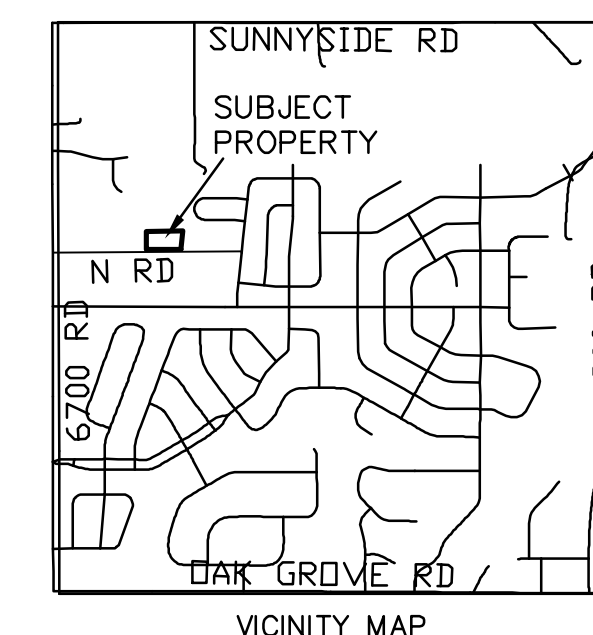 SUNNYSIDE RD
SUBJECT
PROPERTY
N RD
6700 RD
OAK GROVE RD
VICINITY MAP